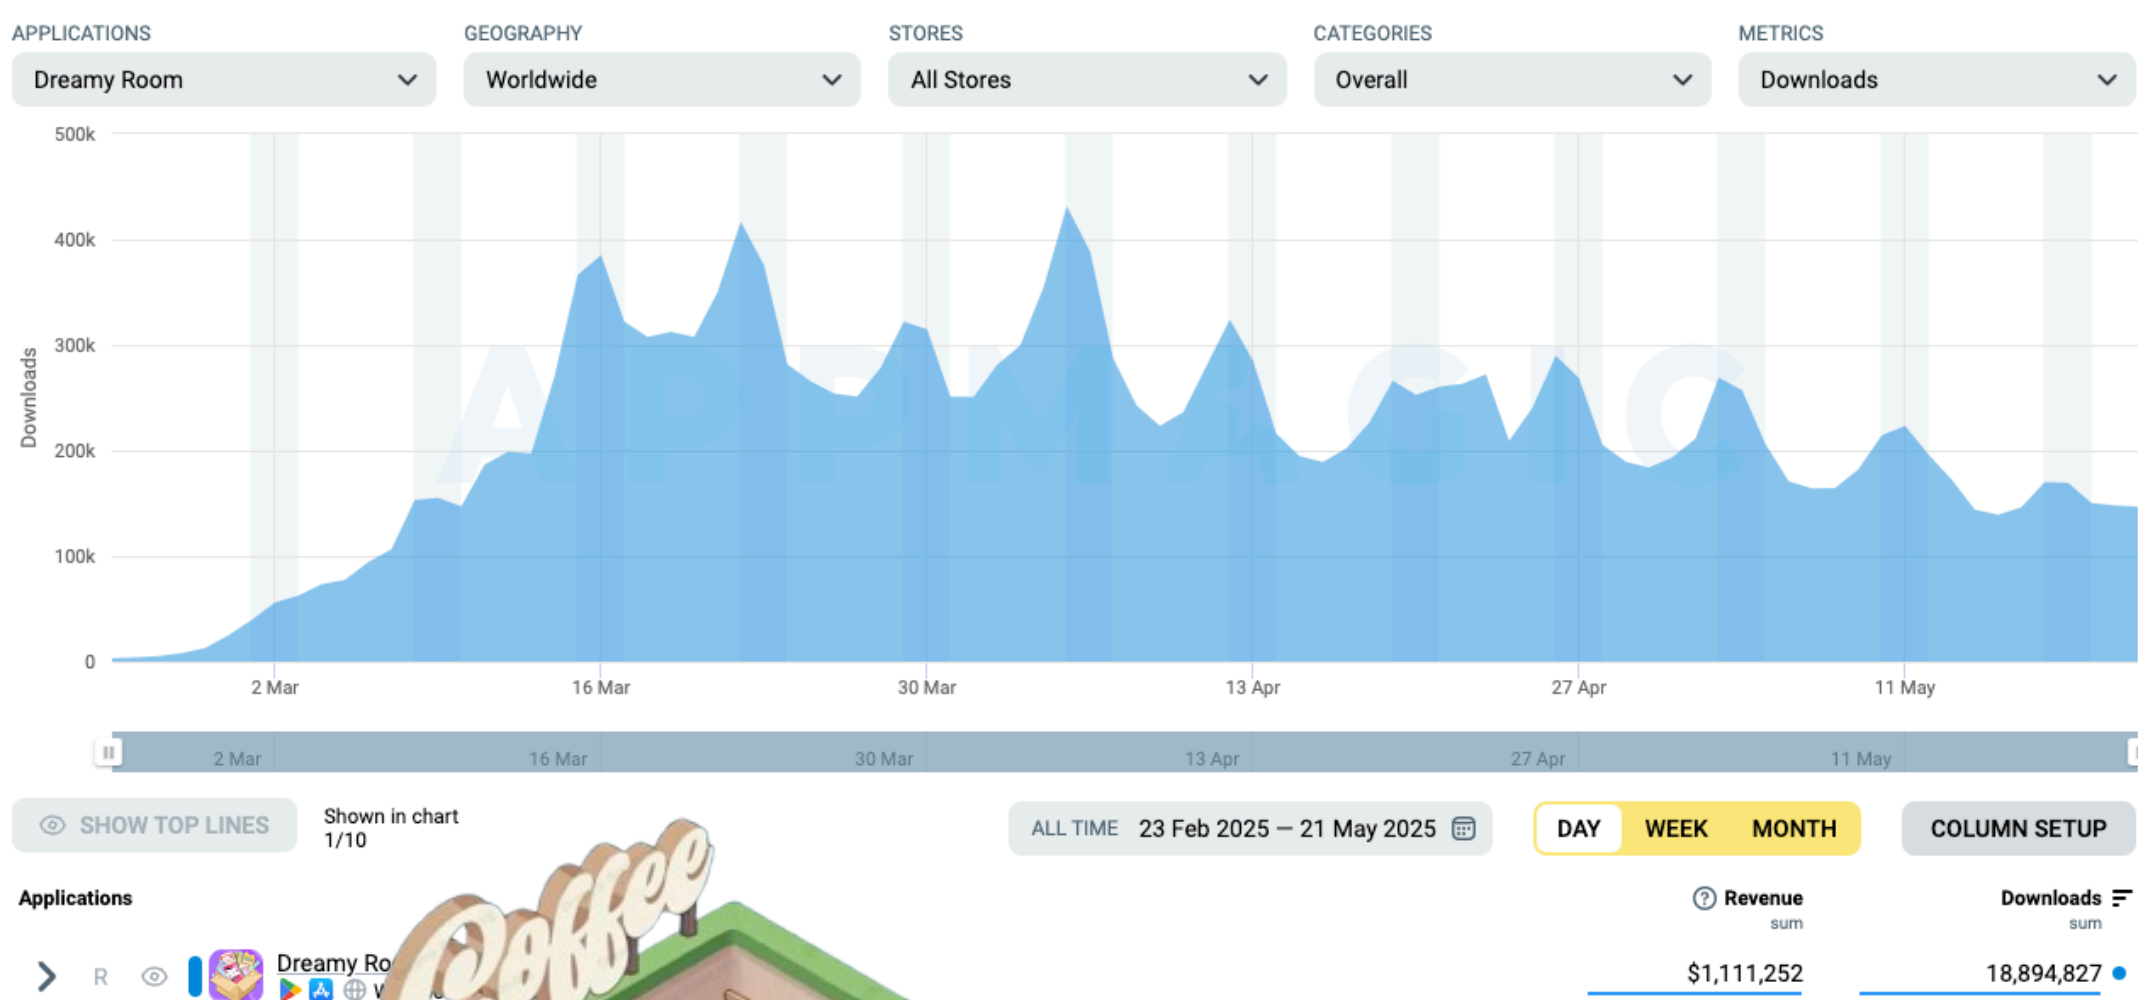 APPLICATIONS GEOGRAPHY STORES CATEGORIES METRICS
Dreamy Room Worldwide All Stores Overall Downloads
500k
400k
300k
200k
100k
0
Downloads
APPMAGIC
2 Mar 16 Mar 30 Mar 13 Apr 27 Apr 11 May
2 Mar 16 Mar 30 Mar 13 Apr 27 Apr 11 May
SHOW TOP LINES
Shown in chart
1/10
ALL TIME 23 Feb 2025 – 21 May 2025
DAY WEEK MONTH
COLUMN SETUP
Applications
? Revenue
sum
Downloads
sum
Coffee
R
Dreamy Ro
$1,111,252
18,894,827